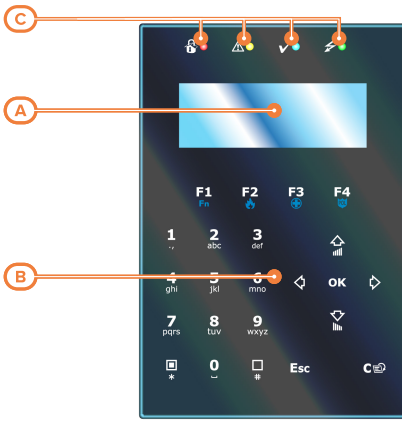 C
A
F1 F2 F3 F4
Fn
1 2 3
., abc def
B
4 5 6 OK
ghi jkl mno
7 8 9
pqrs tuv wxyz
0 Esc C
* #